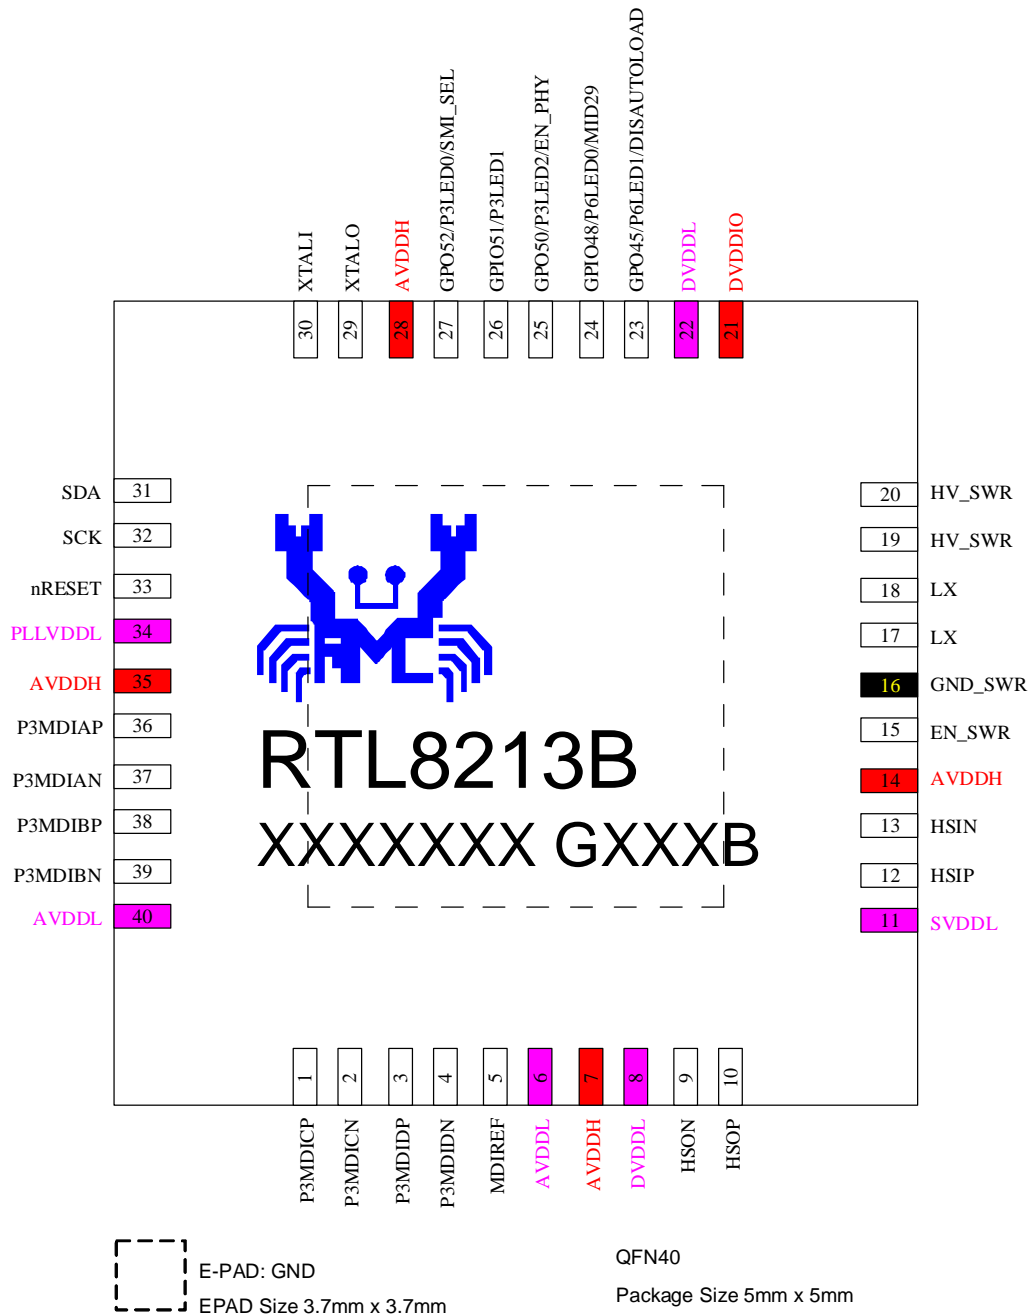 XTALI
XTALO
AVDDH
GPO52/P3LED0/SMI_SEL
GPIO51/P3LED1
GPO50/P3LED2/EN_PHY
GPIO48/P6LED0/MID29
GPO45/P6LED1/DISAUTOLOAD
DVDDL
DVDDIO
30
29
28
27
26
25
24
23
22
21
SDA 31
SCK 32
nRESET 33
PLLVDDL 34
AVDDH 35
P3MDIAP 36
P3MDIAN 37
P3MDIBP 38
P3MDIBN 39
AVDDL 40
RTL8213B
XXXXXXX GXXXB
20 HV_SWR
19 HV_SWR
18 LX
17 LX
16 GND_SWR
15 EN_SWR
14 AVDDH
13 HSIN
12 HSIP
11 SVDDL
1
2
3
4
5
6
7
8
9
10
P3MDICP
P3MDICN
P3MDIDP
P3MDIDN
MDIREF
AVDDL
AVDDH
DVDDL
HSON
HSOP
E-PAD: GND
EPAD Size 3.7mm x 3.7mm
QFN40
Package Size 5mm x 5mm